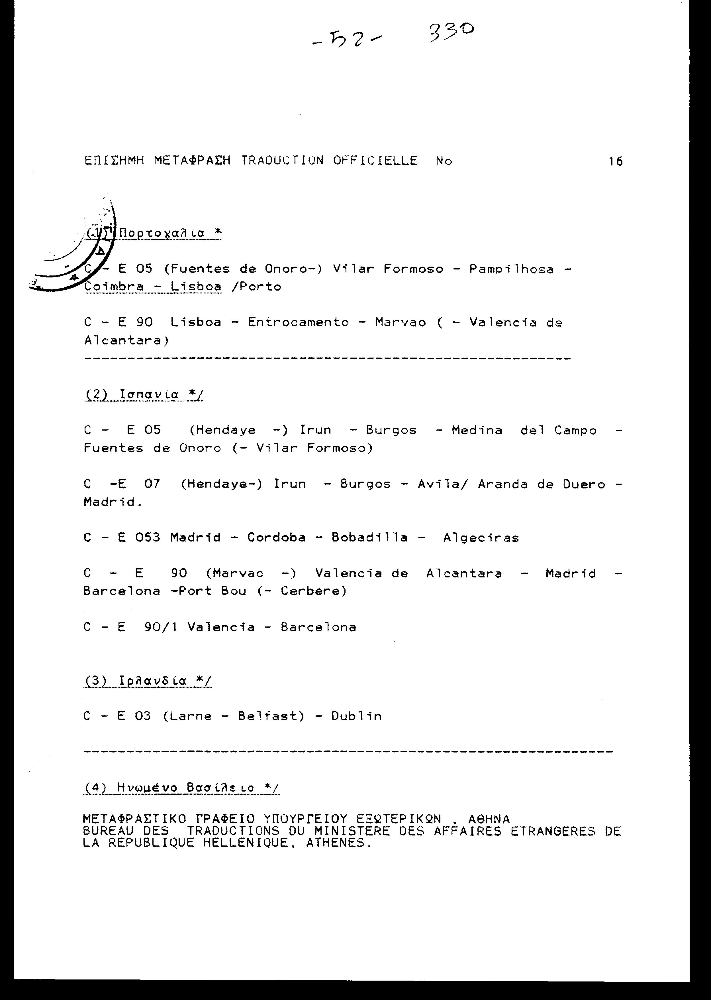 -52- 330
ΕΠΙΣΗΜΗ ΜΕΤΑΦΡΑΣΗ TRADUCTION OFFICIELLE No 16
(1) Πορτογαλία *
C - E 05 (Fuentes de Onoro-) Vilar Formoso - Pampilhosa -
Coimbra - Lisboa /Porto
C - E 90 Lisboa - Entrocamento - Marvao ( - Valencia de
Alcantara)
(2) Ισπανία */
C - E 05 (Hendaye -) Irun - Burgos - Medina del Campo -
Fuentes de Onoro (- Vilar Formoso)
C -E 07 (Hendaye-) Irun - Burgos - Avila/ Aranda de Duero -
Madrid.
C - E 053 Madrid - Cordoba - Bobadilla - Algeciras
C - E 90 (Marvao -) Valencia de Alcantara - Madrid -
Barcelona -Port Bou (- Cerbere)
C - E 90/1 Valencia - Barcelona
(3) Ιρλανδία */
C - E 03 (Larne - Belfast) - Dublin
(4) Ηνωμένο Βασίλειο */
ΜΕΤΑΦΡΑΣΤΙΚΟ ΓΡΑΦΕΙΟ ΥΠΟΥΡΓΕΙΟΥ ΕΞΩΤΕΡΙΚΩΝ , ΑΘΗΝΑ
BUREAU DES TRADUCTIONS DU MINISTERE DES AFFAIRES ETRANGERES DE
LA REPUBLIQUE HELLENIQUE, ATHENES.